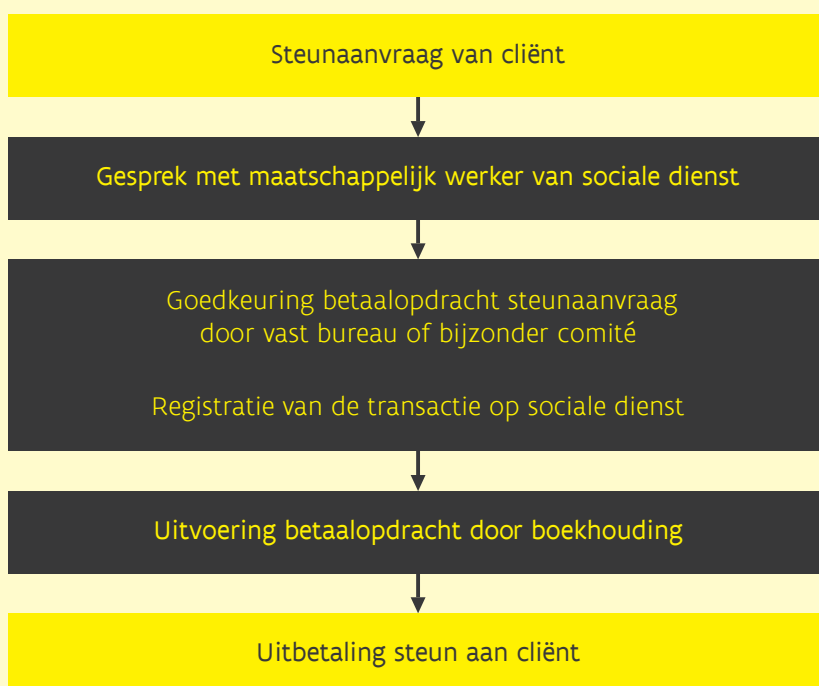 Steunaanvraag van cliënt
Gesprek met maatschappelijk werker van sociale dienst
Goedkeuring betaalopdracht steunaanvraag
door vast bureau of bijzonder comité
Registratie van de transactie op sociale dienst
Uitvoering betaalopdracht door boekhouding
Uitbetaling steun aan cliënt